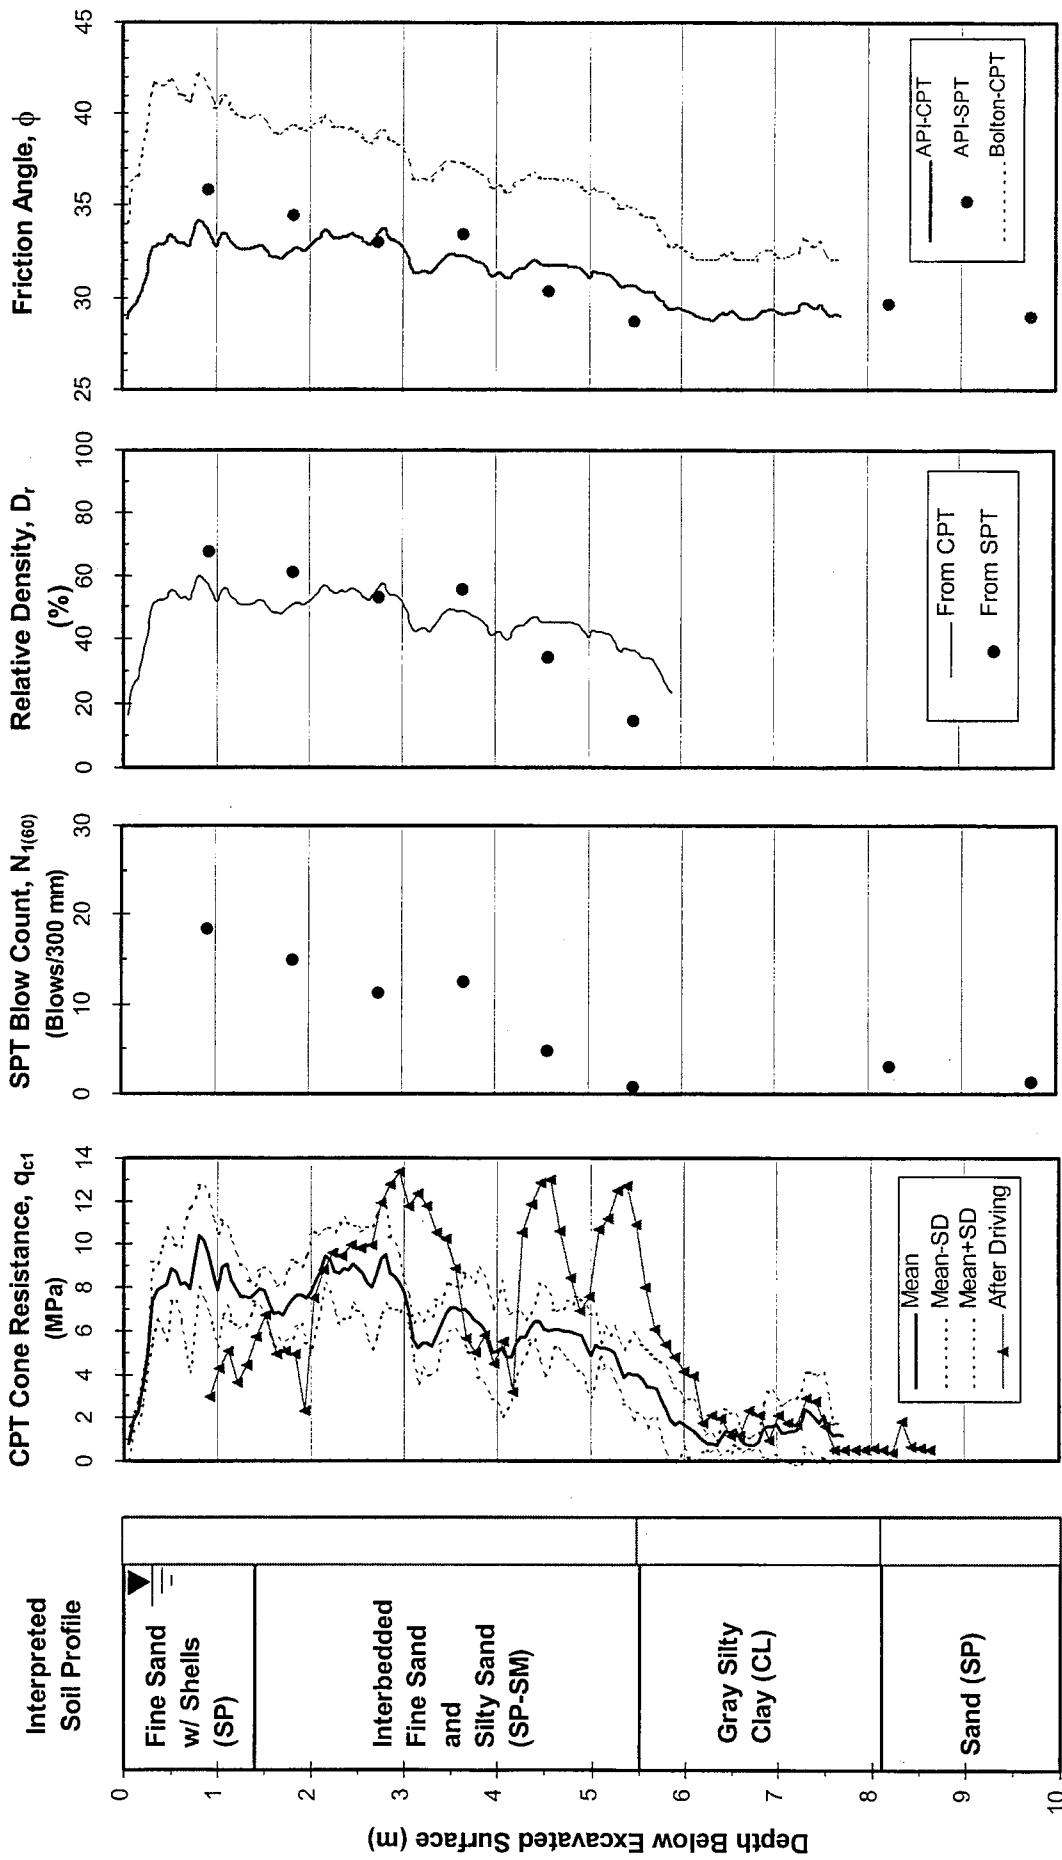 Interpreted
Soil Profile
Fine Sand
w/ Shells
(SP)
Interbedded
Fine Sand
and
Silty Sand
(SP-SM)
Gray Silty
Clay (CL)
Sand (SP)
0
1
2
3
4
5
6
7
8
9
10
Depth Below Excavated Surface (m)
CPT Cone Resistance, qc1
(MPa)
0 2 4 6 8 10 12 14
Mean
Mean-SD
Mean+SD
After Driving
SPT Blow Count, N1(60)
(Blows/300 mm)
0 10 20 30
Relative Density, Dr
(%)
0 20 40 60 80 100
From CPT
From SPT
Friction Angle, ϕ
25 30 35 40 45
API-CPT
API-SPT
Bolton-CPT